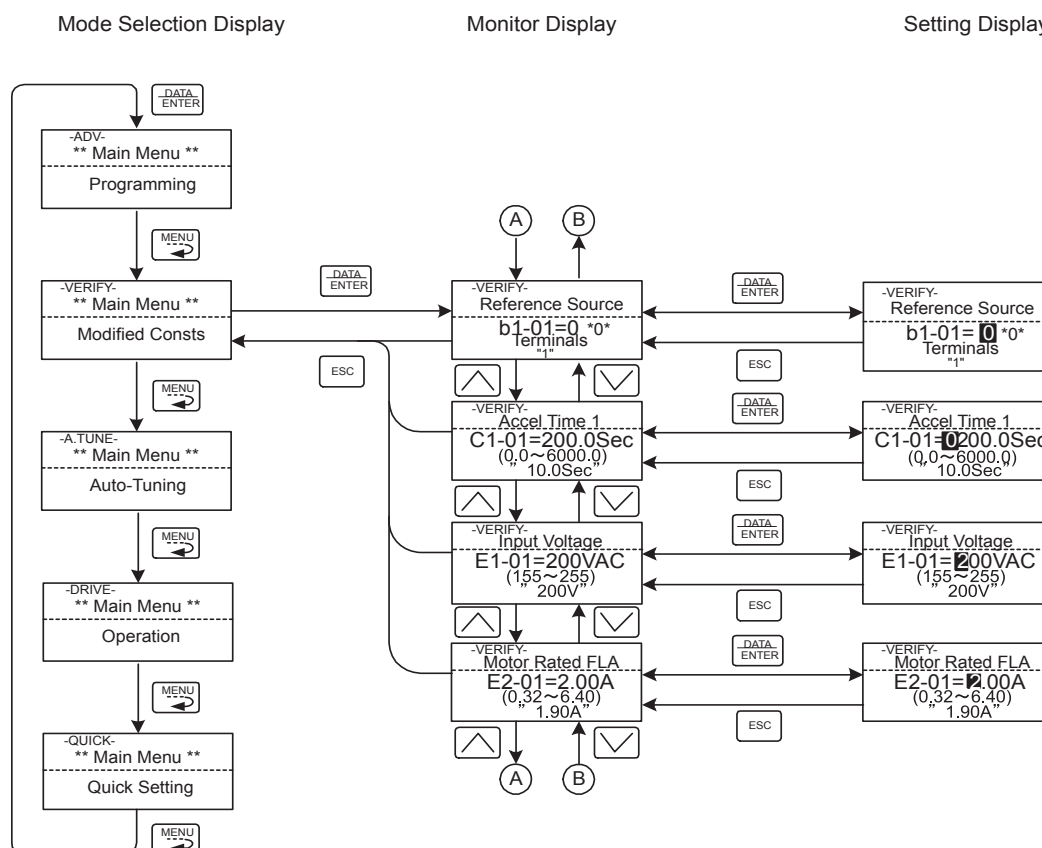 Mode Selection Display
Monitor Display
Setting Display
DATA
ENTER
-ADV-
** Main Menu **
Programming
MENU
-VERIFY-
** Main Menu **
Modified Consts
MENU
-A.TUNE-
** Main Menu **
Auto-Tuning
MENU
-DRIVE-
** Main Menu **
Operation
MENU
-QUICK-
** Main Menu **
Quick Setting
MENU
DATA
ENTER
ESC
A
B
-VERIFY-
Reference Source
b1-01=0 *0*
Terminals
"1"
-VERIFY-
Accel Time 1
C1-01=200.0Sec
(0.0~6000.0)
" 10.0Sec"
-VERIFY-
Input Voltage
E1-01=200VAC
(155~255)
" 200V"
-VERIFY-
Motor Rated FLA
E2-01=2.00A
(0.32~6.40)
" 1.90A"
A
B
DATA
ENTER
ESC
DATA
ENTER
ESC
DATA
ENTER
ESC
DATA
ENTER
ESC
-VERIFY-
Reference Source
b1-01= 0 *0*
Terminals
"1"
-VERIFY-
Accel Time 1
C1-01=0200.0Sec
(0.0~6000.0)
" 10.0Sec"
-VERIFY-
Input Voltage
E1-01=200VAC
(155~255)
" 200V"
-VERIFY-
Motor Rated FLA
E2-01=2.00A
(0.32~6.40)
" 1.90A"